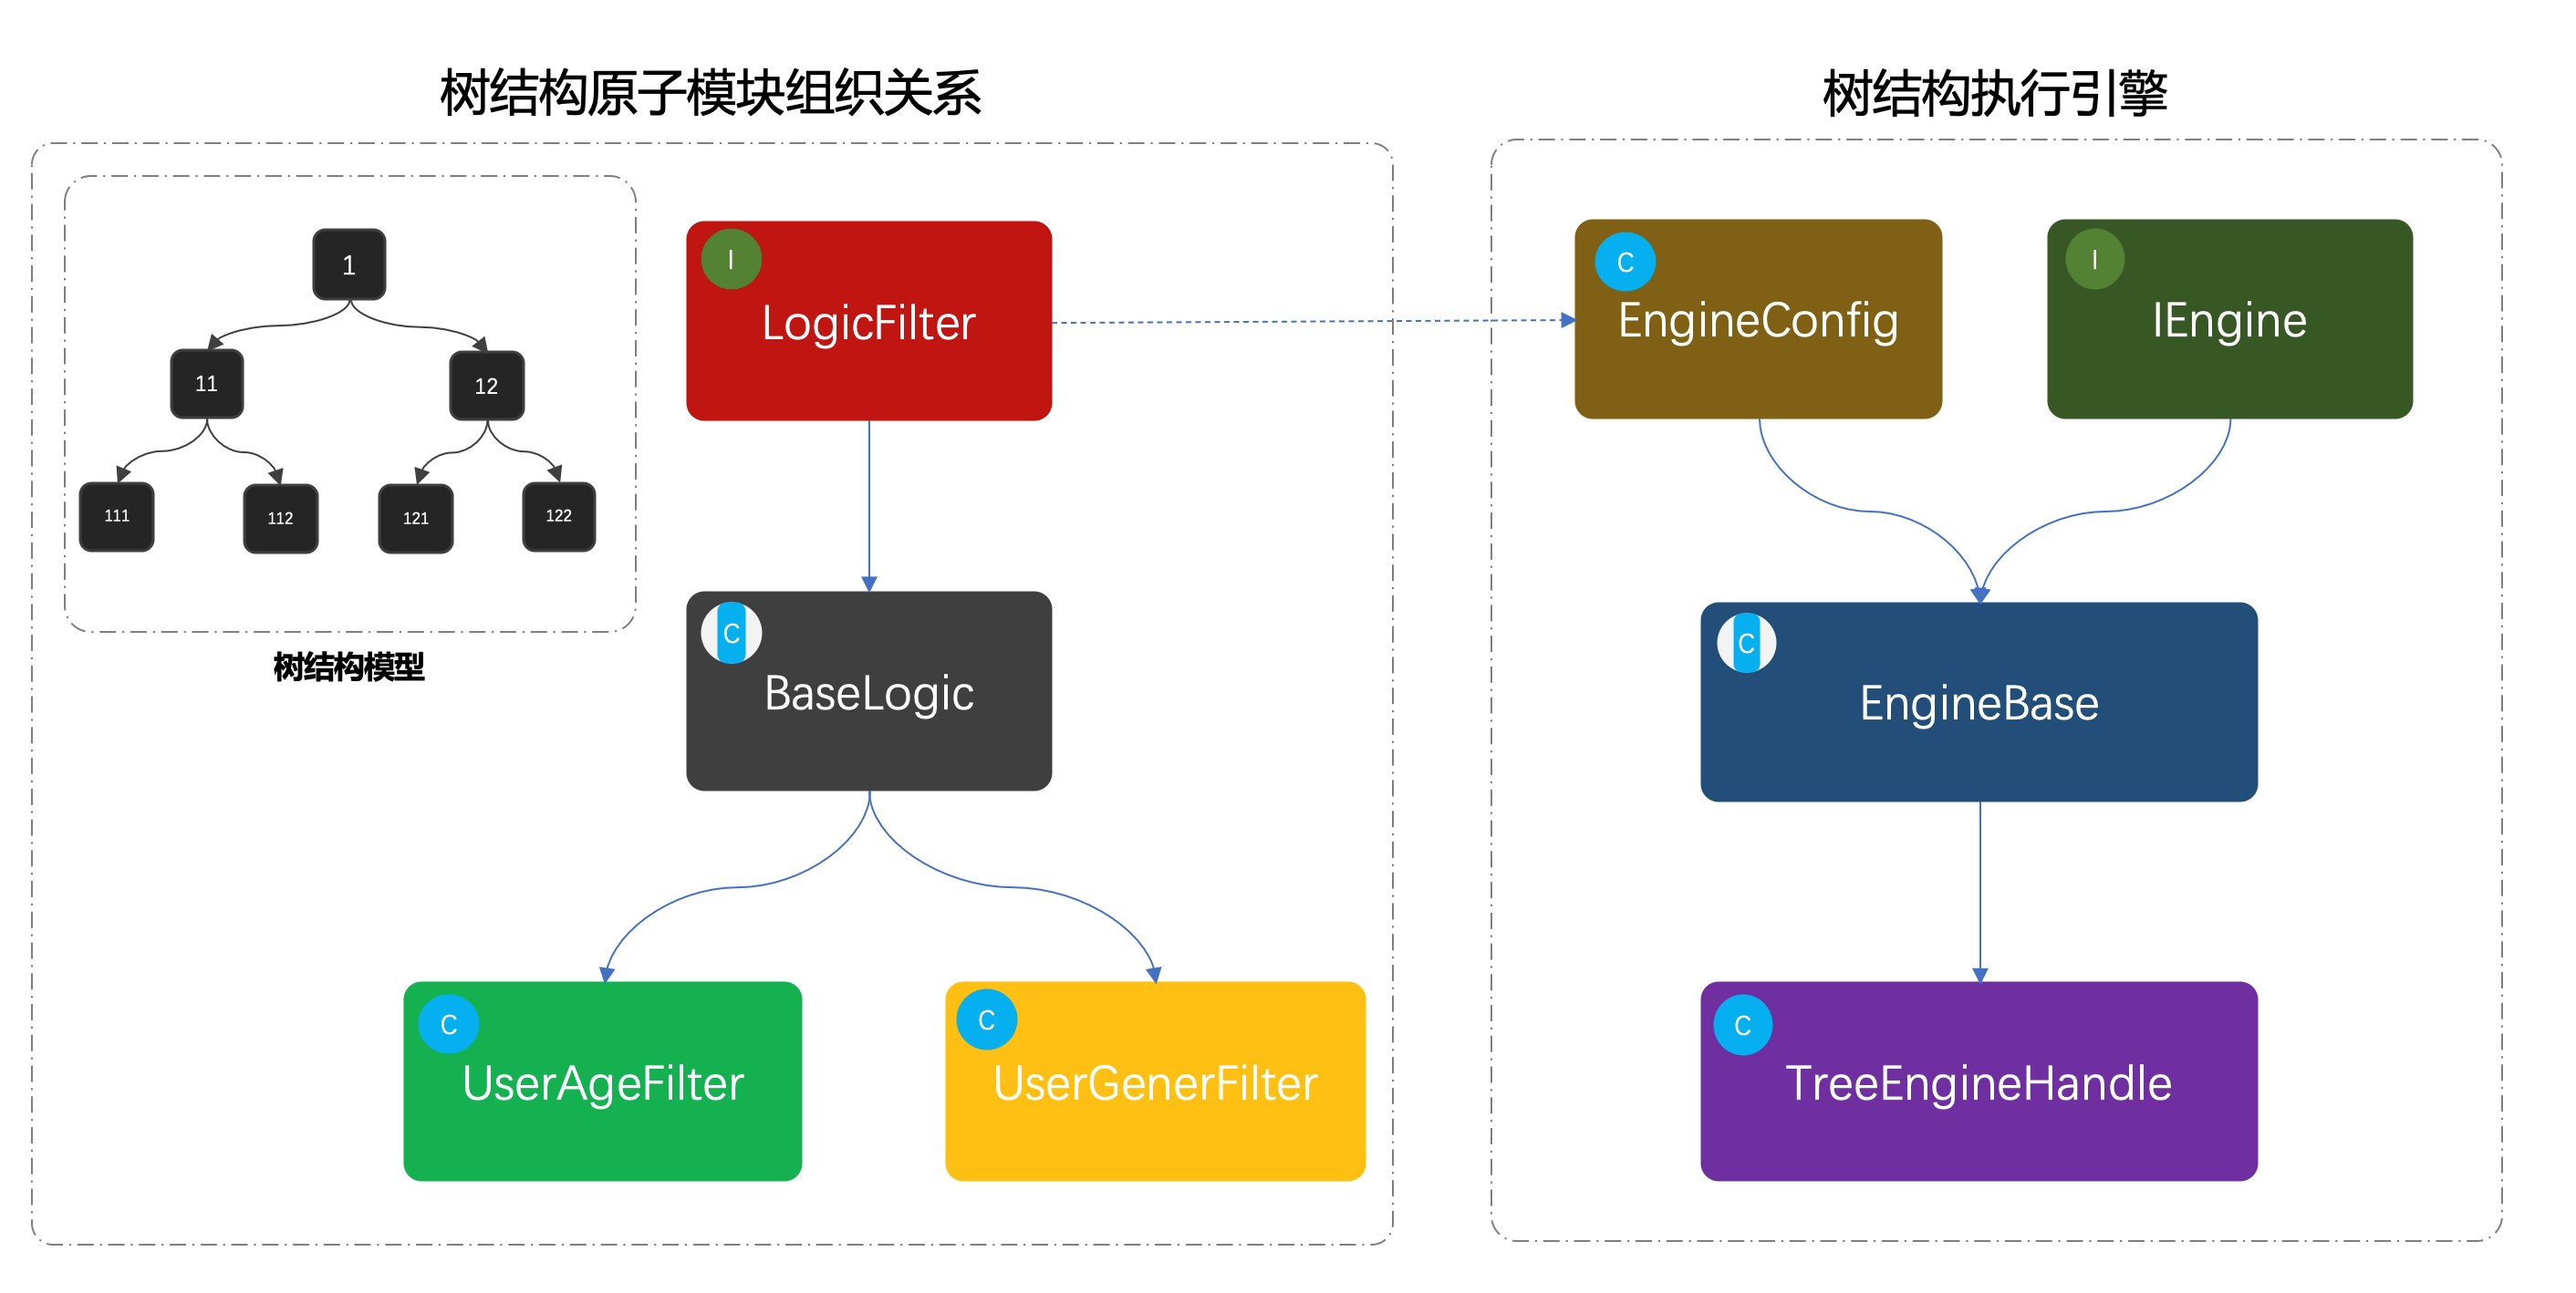 树结构原子模块组织关系
1
11
12
111
112
121
122
树结构模型
I
LogicFilter
C
BaseLogic
C
UserAgeFilter
C
UserGenerFilter
树结构执行引擎
C
EngineConfig
I
IEngine
C
EngineBase
C
TreeEngineHandle